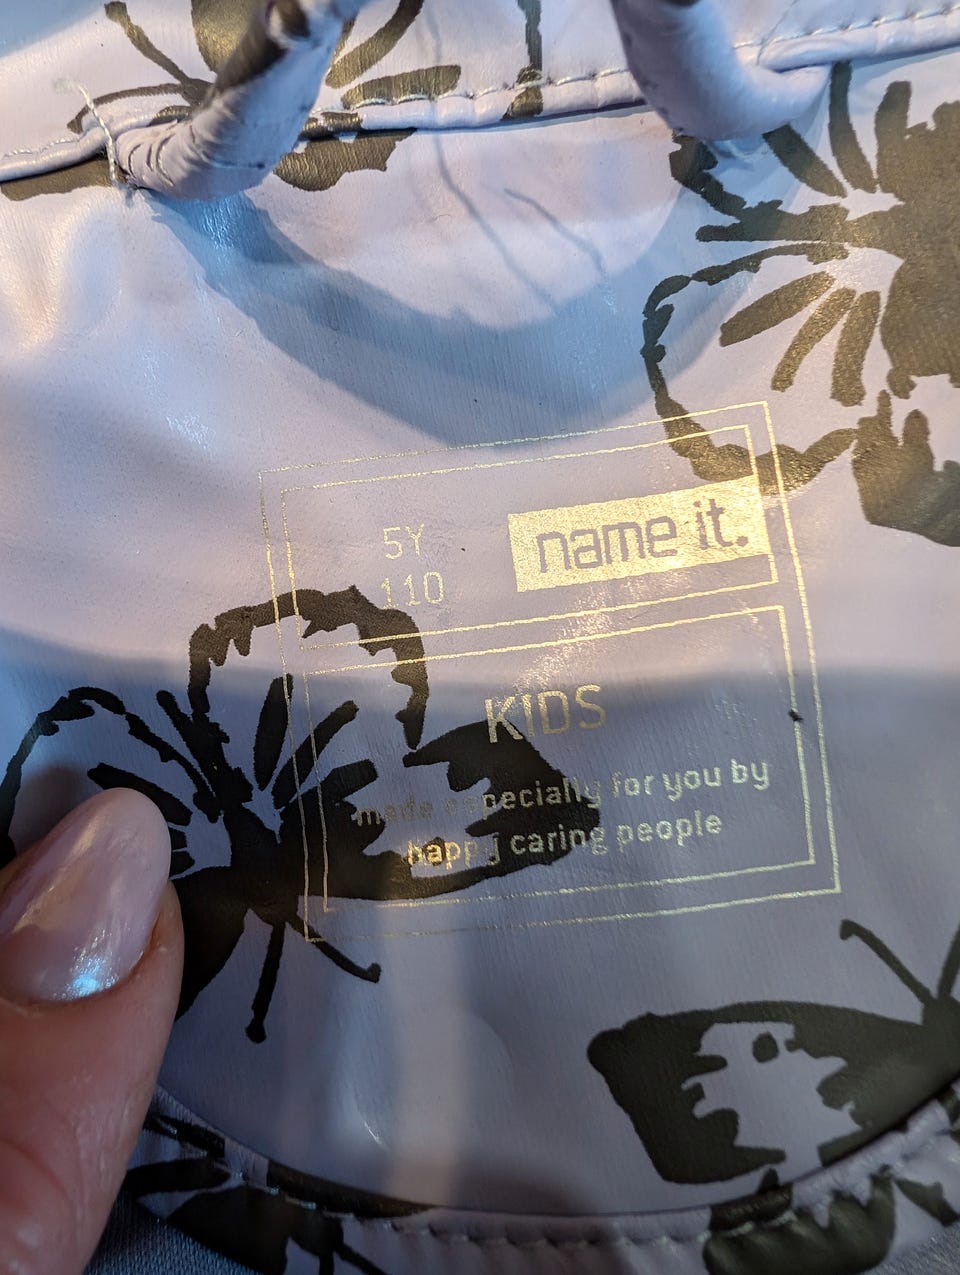 5Y
110
name it.
KIDS
made especially for you by
happy caring people